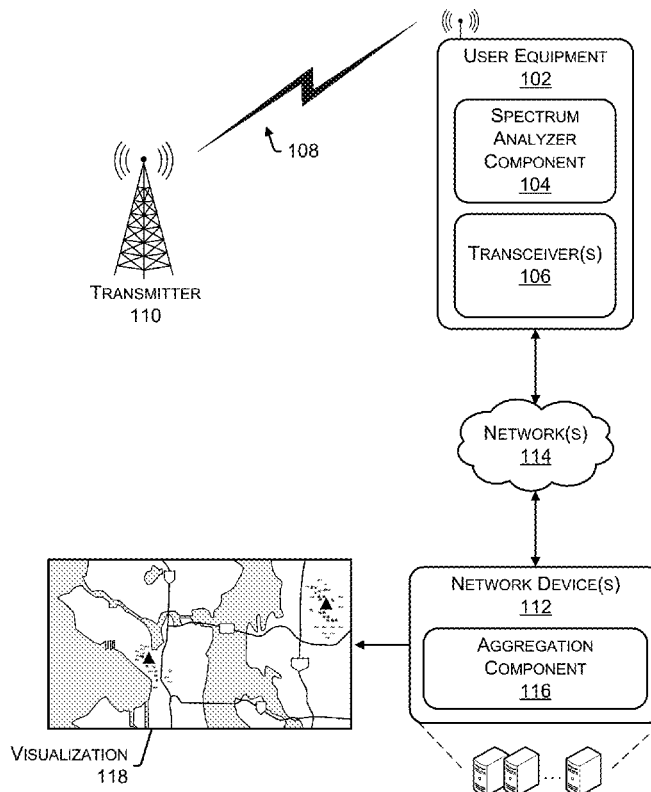 USER EQUIPMENT
102
SPECTRUM
ANALYZER
COMPONENT
104
TRANSCEIVER(S)
106
108
TRANSMITTER
110
NETWORK(S)
114
NETWORK DEVICE(S)
112
AGGREGATION
COMPONENT
116
VISUALIZATION
118